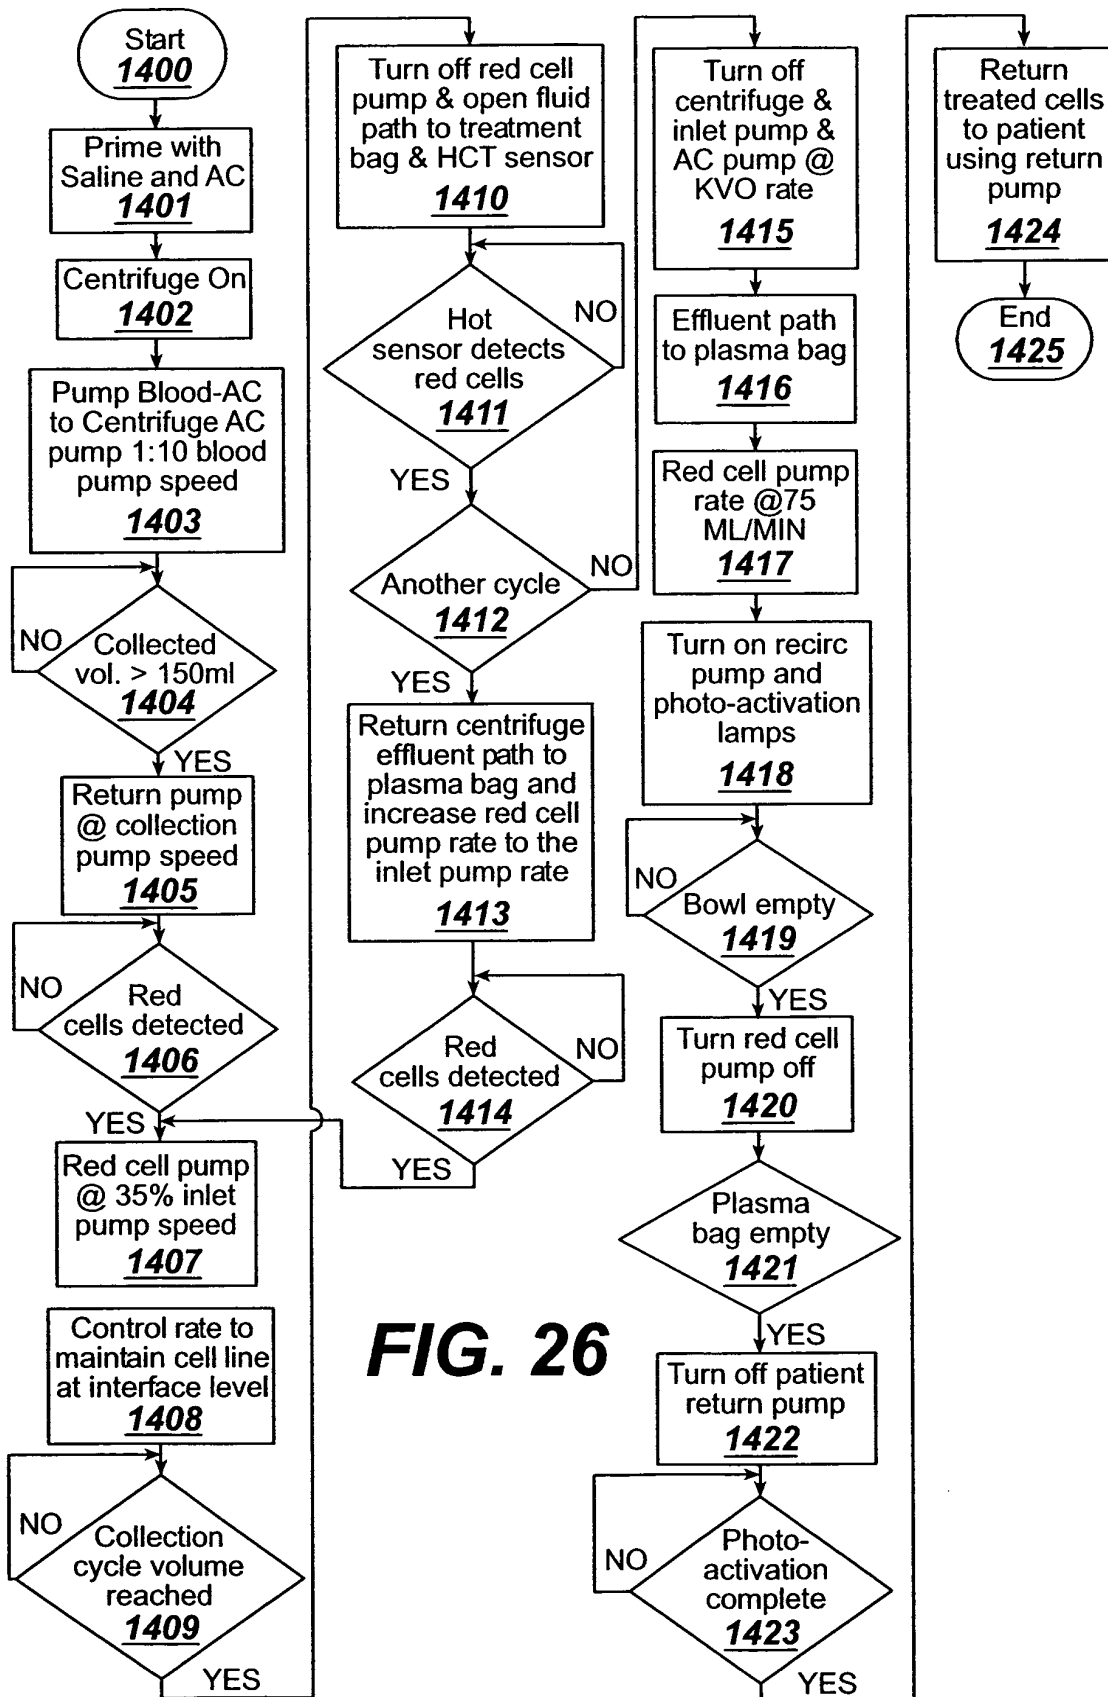 Start
1400
Prime with
Saline and AC
1401
Centrifuge On
1402
Pump Blood-AC
to Centrifuge AC
pump 1:10 blood
pump speed
1403
NO
Collected
vol. > 150ml
1404
YES
Return pump
@ collection
pump speed
1405
NO
Red
cells detected
1406
YES
Red cell pump
@ 35% inlet
pump speed
1407
Control rate to
maintain cell line
at interface level
1408
NO
Collection
cycle volume
reached
1409
YES
Turn off red cell
pump & open fluid
path to treatment
bag & HCT sensor
1410
NO
Hot
sensor detects
red cells
1411
YES
NO
Another cycle
1412
YES
Return centrifuge
effluent path to
plasma bag and
increase red cell
pump rate to the
inlet pump rate
1413
Red
cells detected
1414
NO
YES
Turn off
centrifuge &
inlet pump &
AC pump @
KVO rate
1415
Effluent path
to plasma bag
1416
Red cell pump
rate @75
ML/MIN
1417
Turn on recirc
pump and
photo-activation
lamps
1418
NO
Bowl empty
1419
YES
Turn red cell
pump off
1420
Plasma
bag empty
1421
YES
Turn off patient
return pump
1422
NO
Photo-
activation
complete
1423
YES
Return
treated cells
to patient
using return
pump
1424
End
1425
FIG. 26